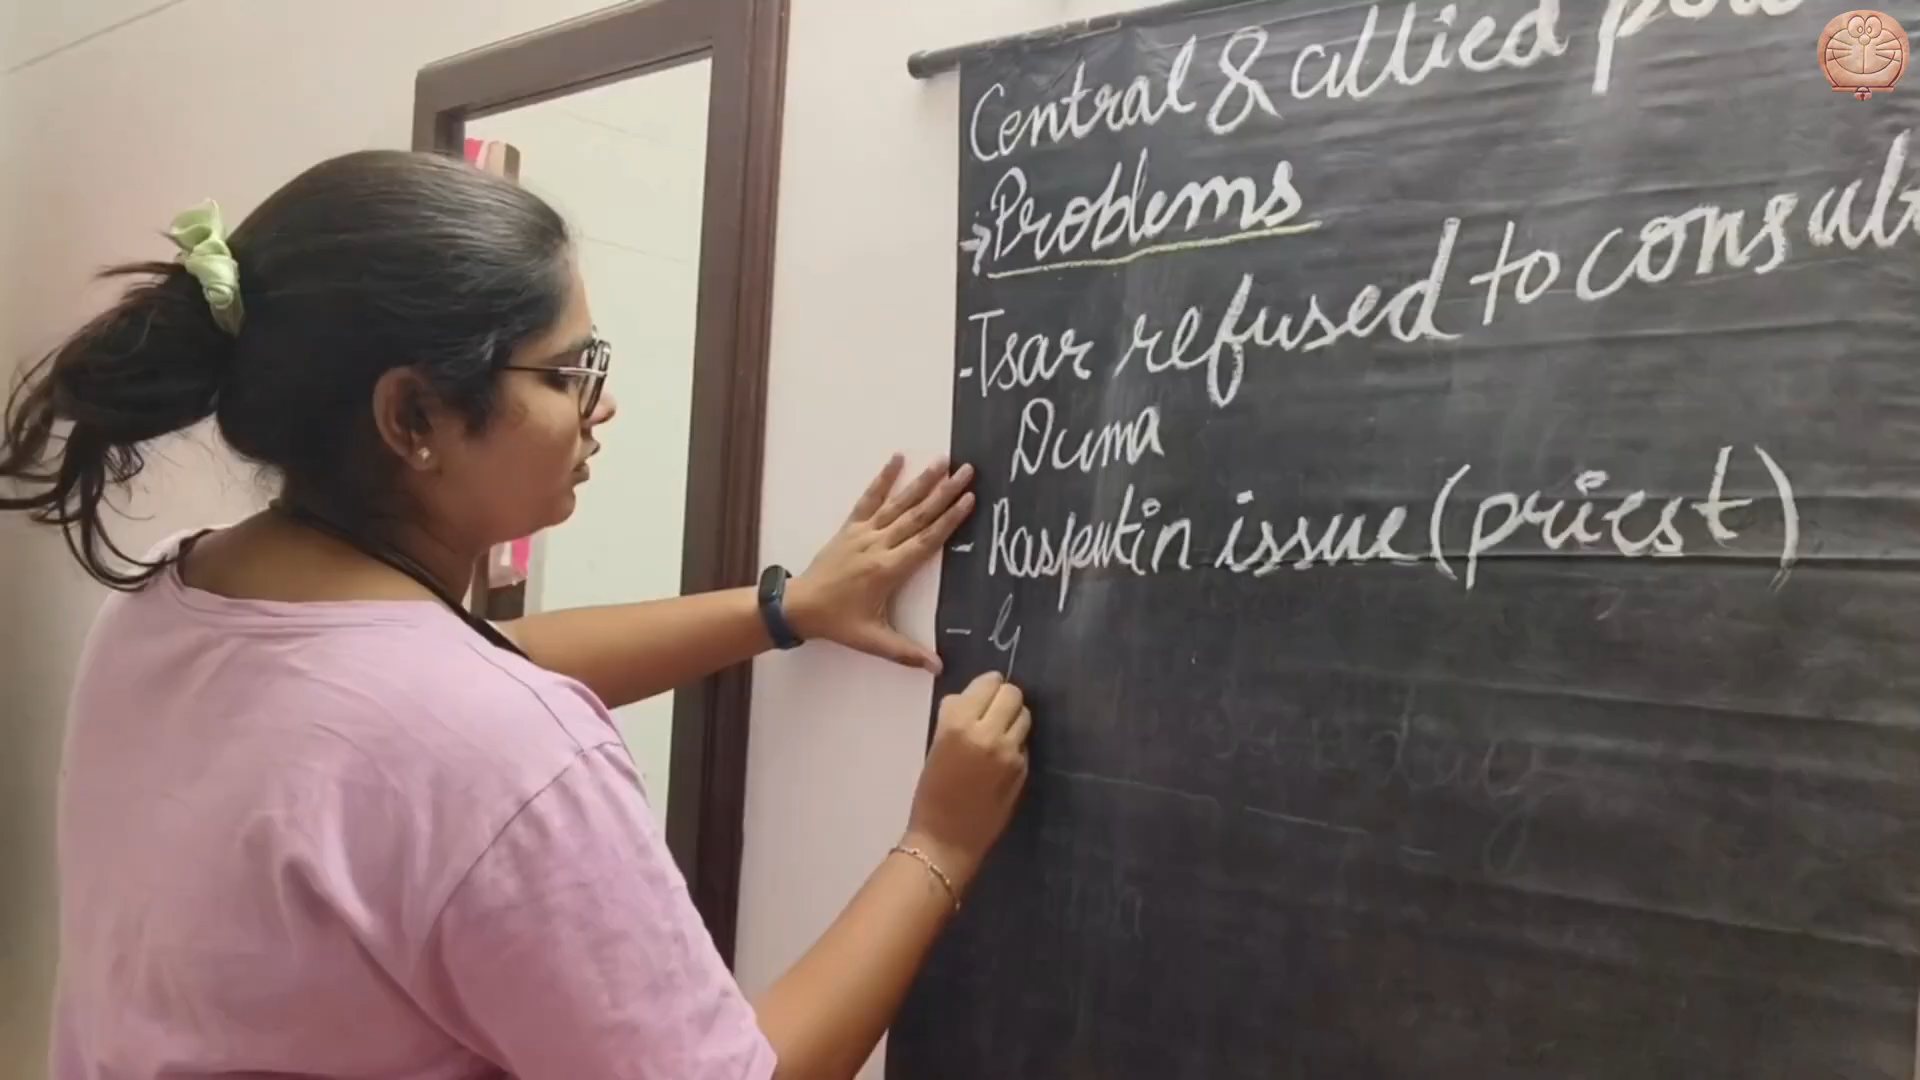 Central & allied pow
→ Problems
- Tsar refused to consult
Duma
- Rasputin issue (priest)
- G